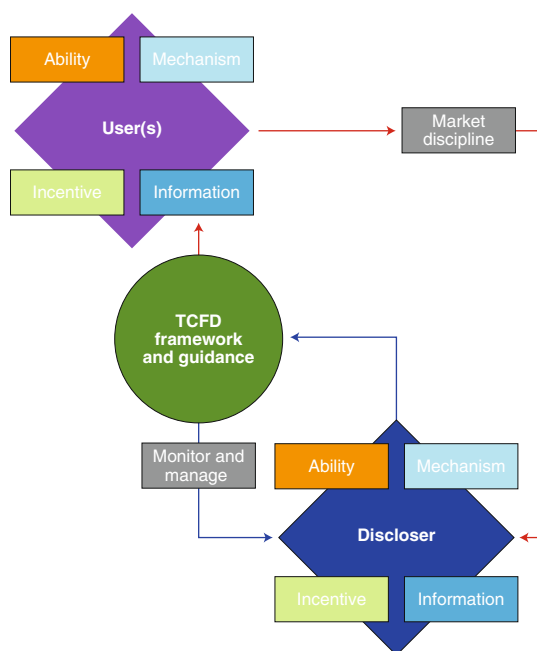 Ability
Mechanism
User(s)
Market
discipline
Incentive
Information
TCFD
framework
and guidance
Monitor and
manage
Ability
Mechanism
Discloser
Incentive
Information